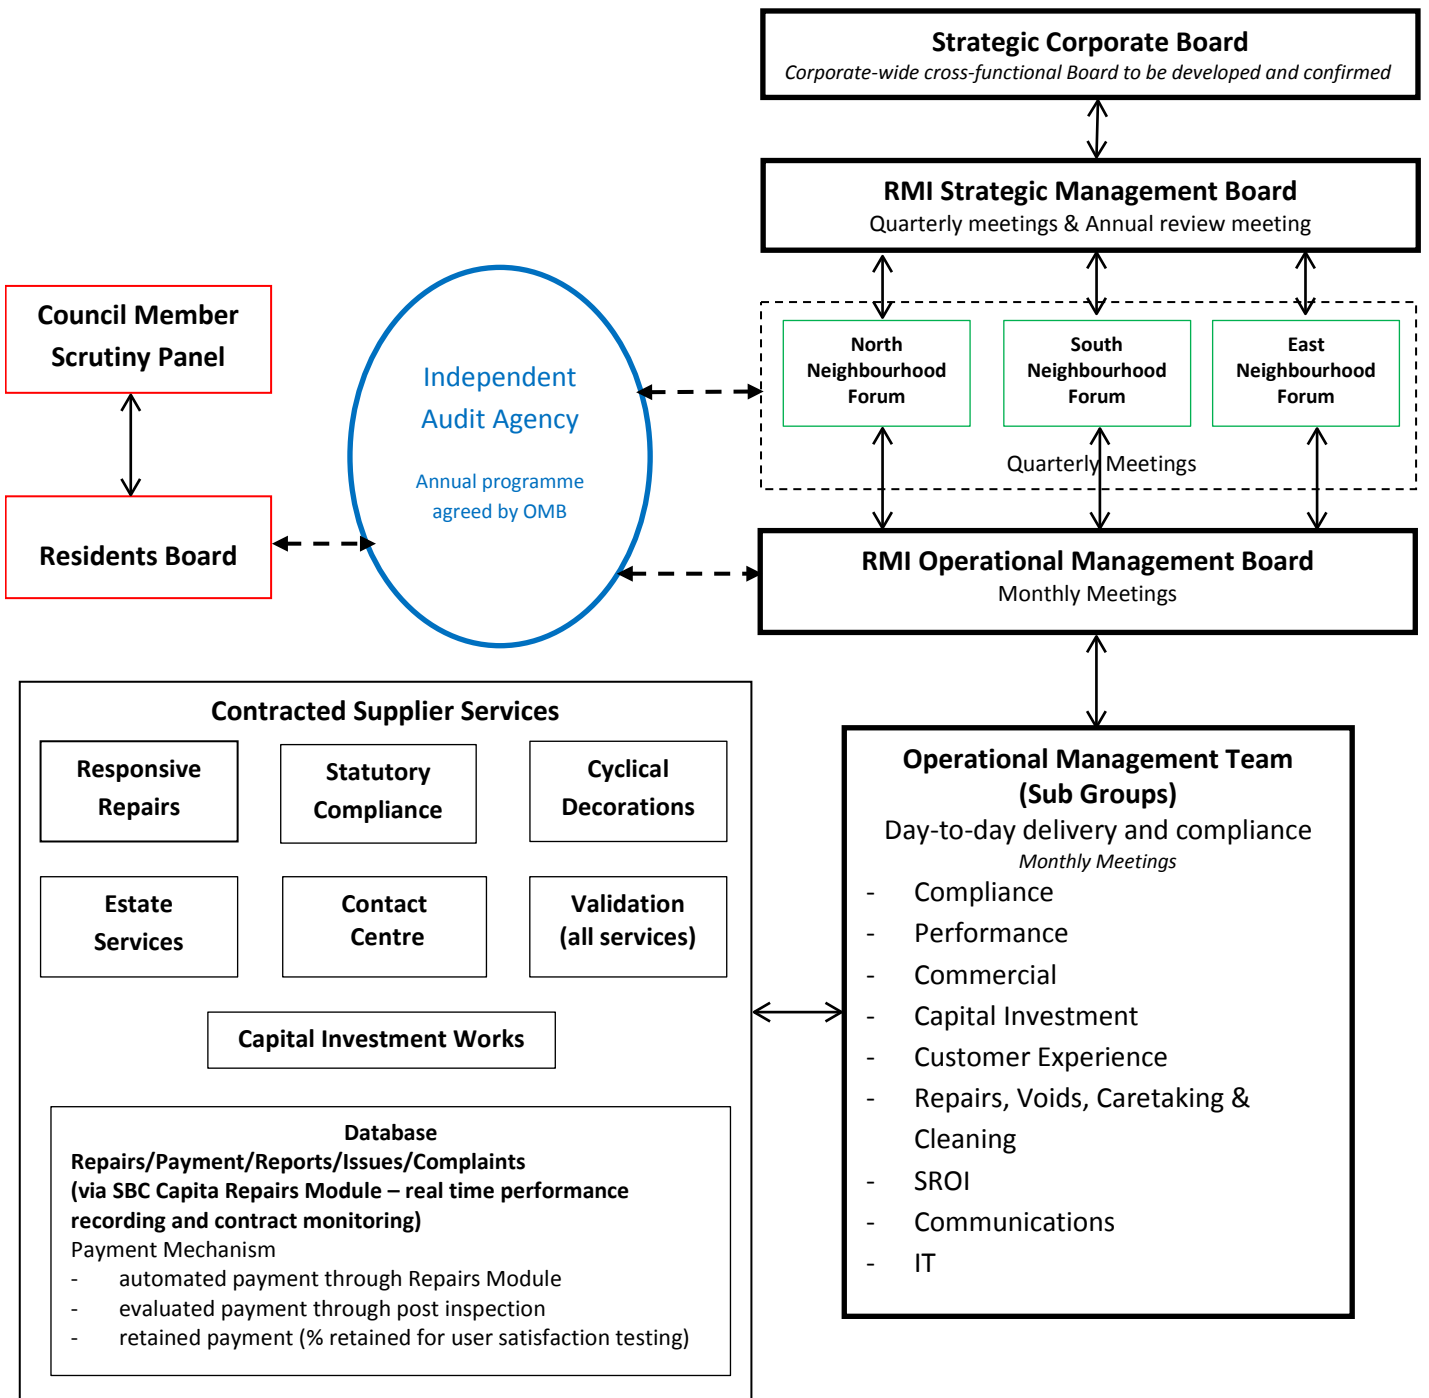 Strategic Corporate Board
Corporate-wide cross-functional Board to be developed and confirmed
RMI Strategic Management Board
Quarterly meetings & Annual review meeting
Council Member
Scrutiny Panel
Residents Board
Independent
Audit Agency
Annual programme
agreed by OMB
North
Neighbourhood
Forum
South
Neighbourhood
Forum
East
Neighbourhood
Forum
Quarterly Meetings
RMI Operational Management Board
Monthly Meetings
Contracted Supplier Services
Responsive
Repairs
Statutory
Compliance
Cyclical
Decorations
Estate
Services
Contact
Centre
Validation
(all services)
Capital Investment Works
Database
Repairs/Payment/Reports/Issues/Complaints
(via SBC Capita Repairs Module – real time performance
recording and contract monitoring)
Payment Mechanism
- automated payment through Repairs Module
- evaluated payment through post inspection
- retained payment (% retained for user satisfaction testing)
Operational Management Team
(Sub Groups)
Day-to-day delivery and compliance
Monthly Meetings
- Compliance
- Performance
- Commercial
- Capital Investment
- Customer Experience
- Repairs, Voids, Caretaking &
Cleaning
- SROI
- Communications
- IT